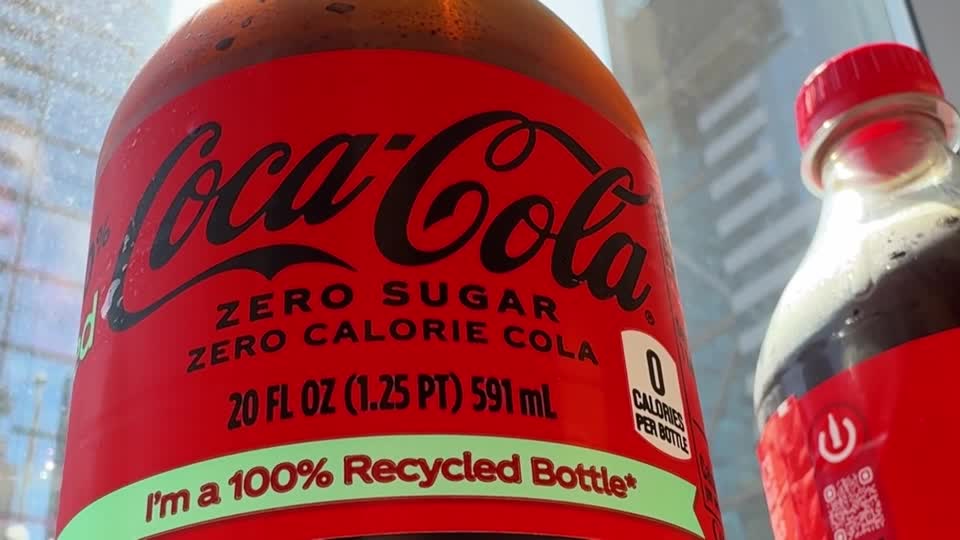 Coca-Cola®
ZERO SUGAR
ZERO CALORIE COLA
20 FL OZ (1.25 PT) 591 mL
0
CALORIES
PER BOTTLE
I'm a 100% Recycled Bottle*